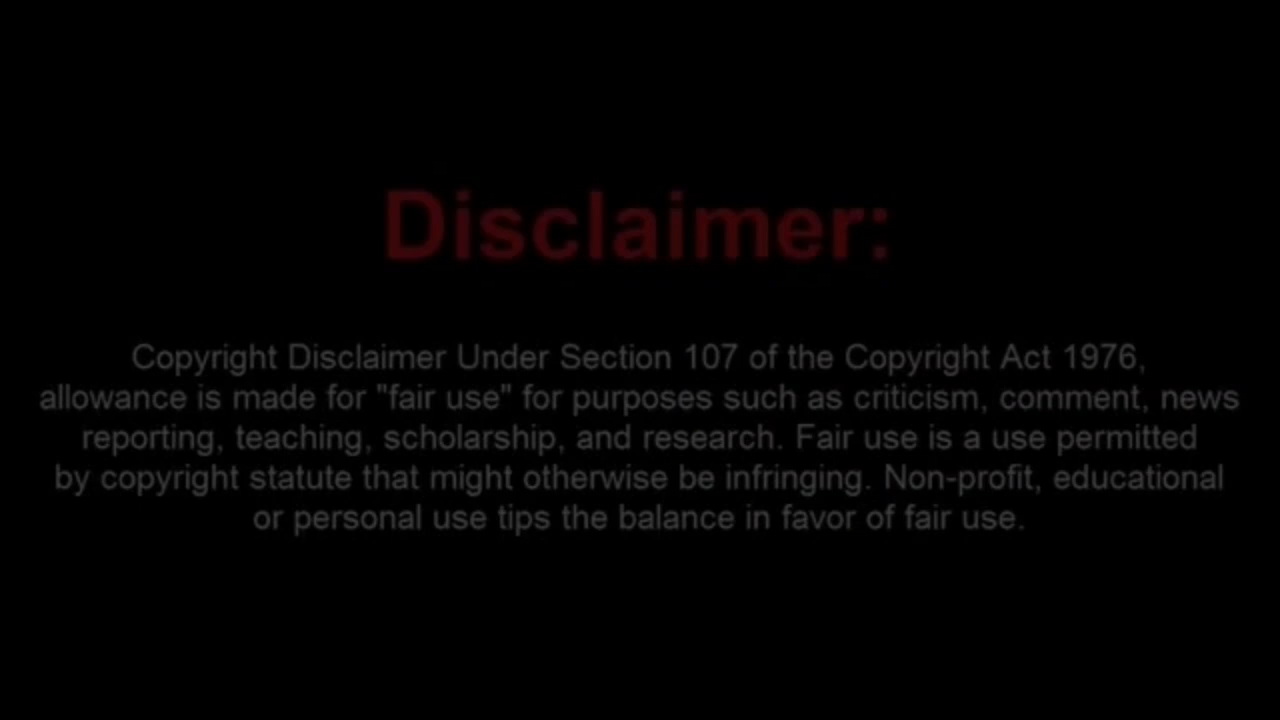 Disclaimer:
Copyright Disclaimer Under Section 107 of the Copyright Act 1976,
allowance is made for "fair use" for purposes such as criticism, comment, news
reporting, teaching, scholarship, and research. Fair use is a use permitted
by copyright statute that might otherwise be infringing. Non-profit, educational
or personal use tips the balance in favor of fair use.